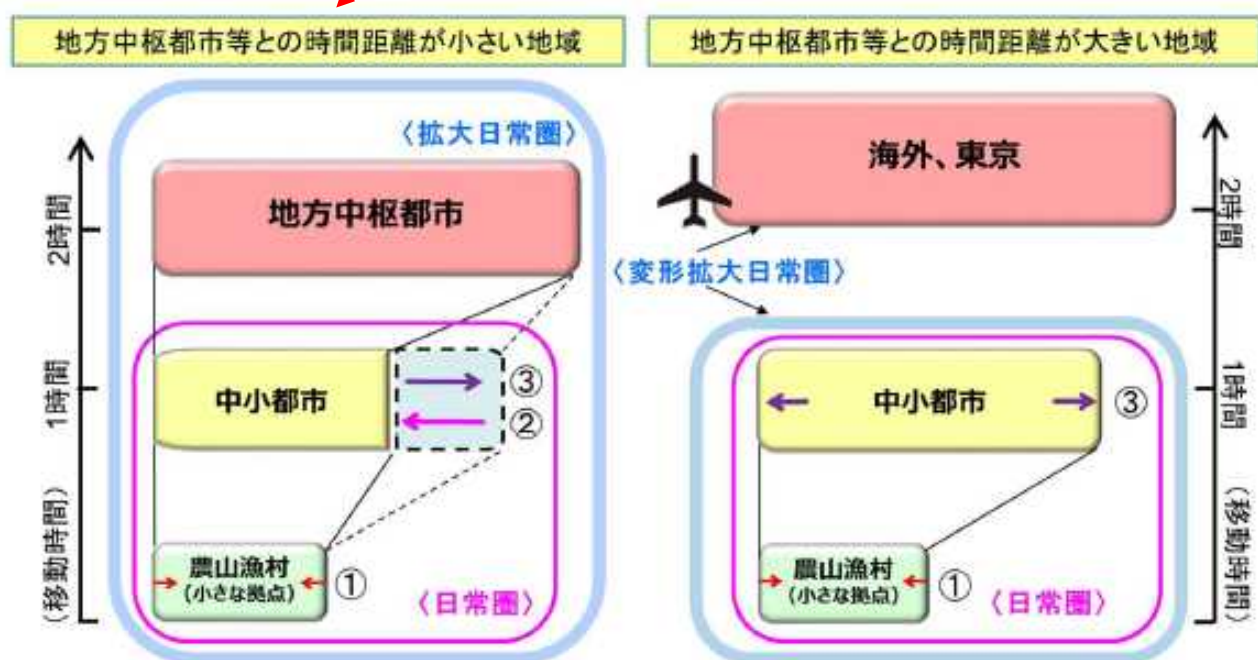 地方中枢都市等との時間距離が小さい地域
〈拡大日常圏〉
地方中枢都市
2時間
1時間
(移動時間)
中小都市
③
②
農山漁村
(小さな拠点)
①
〈日常圏〉
地方中枢都市等との時間距離が大きい地域
海外、東京
〈変形拡大日常圏〉
2時間
1時間
(移動時間)
中小都市
③
農山漁村
(小さな拠点)
①
〈日常圏〉